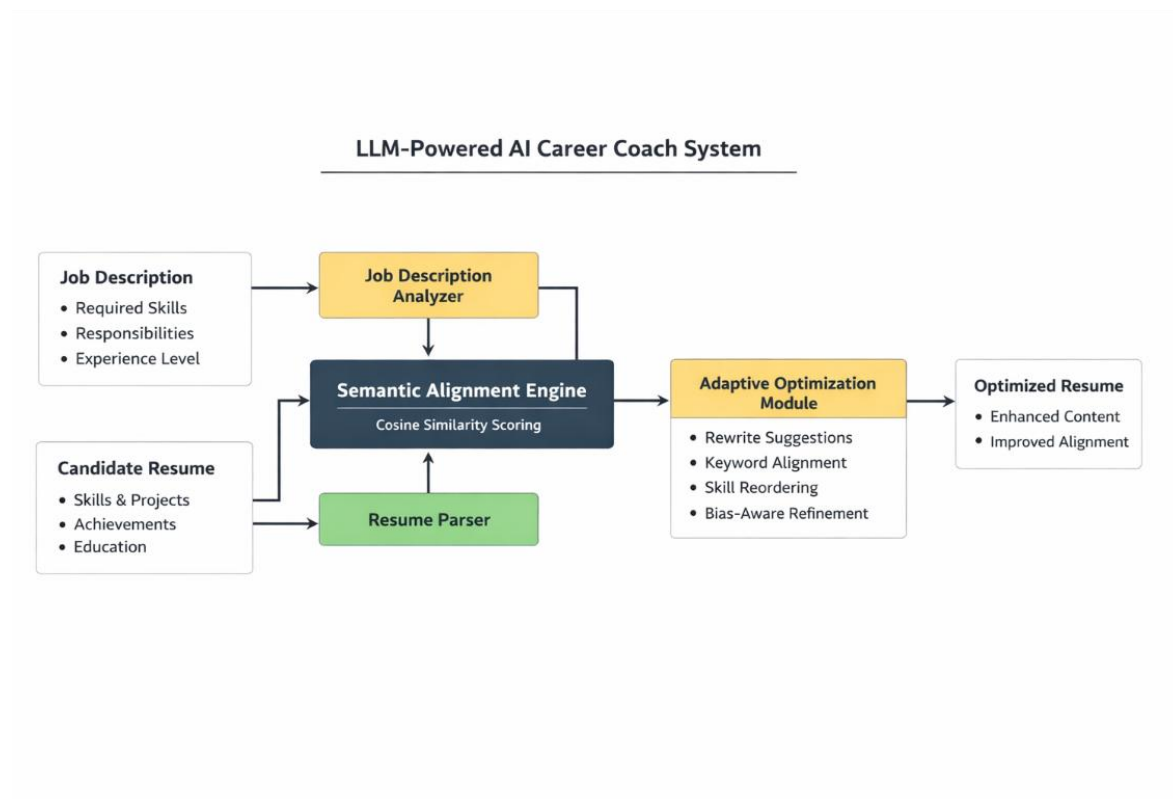 LLM-Powered AI Career Coach System
Job Description
• Required Skills
• Responsibilities
• Experience Level
Job Description
Analyzer
Semantic Alignment Engine
Cosine Similarity Scoring
Candidate Resume
• Skills & Projects
• Achievements
• Education
Resume Parser
Adaptive Optimization
Module
• Rewrite Suggestions
• Keyword Alignment
• Skill Reordering
• Bias-Aware Refinement
Optimized Resume
• Enhanced Content
• Improved Alignment